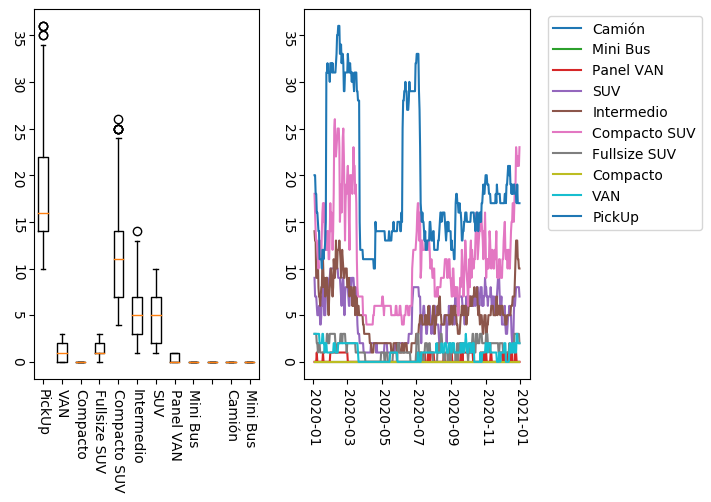 35
30
25
20
15
10
5
0
PickUp
VAN
Compacto
Fullsize SUV
Compacto SUV
Intermedio
SUV
Panel VAN
Mini Bus
Camión
Mini Bus
35
30
25
20
15
10
5
0
2020-01
2020-03
2020-05
2020-07
2020-09
2020-11
2021-01
Camión
Mini Bus
Panel VAN
SUV
Intermedio
Compacto SUV
Fullsize SUV
Compacto
VAN
PickUp